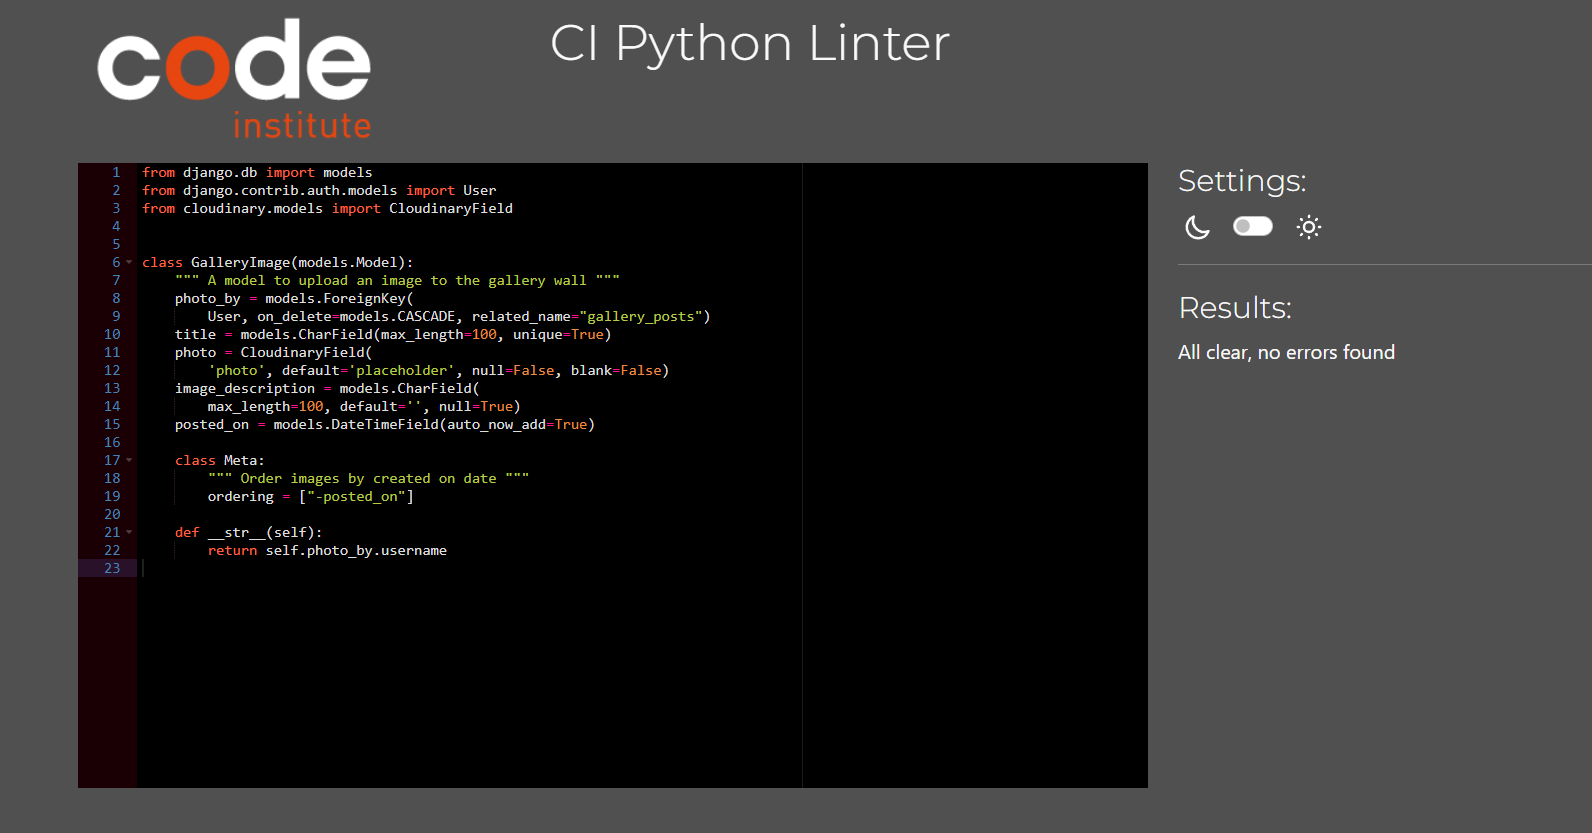 code
institute
CI Python Linter
1 from django.db import models
2 from django.contrib.auth.models import User
3 from cloudinary.models import CloudinaryField
4
5
6 class GalleryImage(models.Model):
7     """ A model to upload an image to the gallery wall """
8     photo_by = models.ForeignKey(
9         User, on_delete=models.CASCADE, related_name="gallery_posts")
10     title = models.CharField(max_length=100, unique=True)
11     photo = CloudinaryField(
12         'photo', default='placeholder', null=False, blank=False)
13     image_description = models.CharField(
14         max_length=100, default='', null=True)
15     posted_on = models.DateTimeField(auto_now_add=True)
16
17     class Meta:
18         """ Order images by created on date """
19         ordering = ["-posted_on"]
20
21     def __str__(self):
22         return self.photo_by.username
23
Settings:
Results:
All clear, no errors found